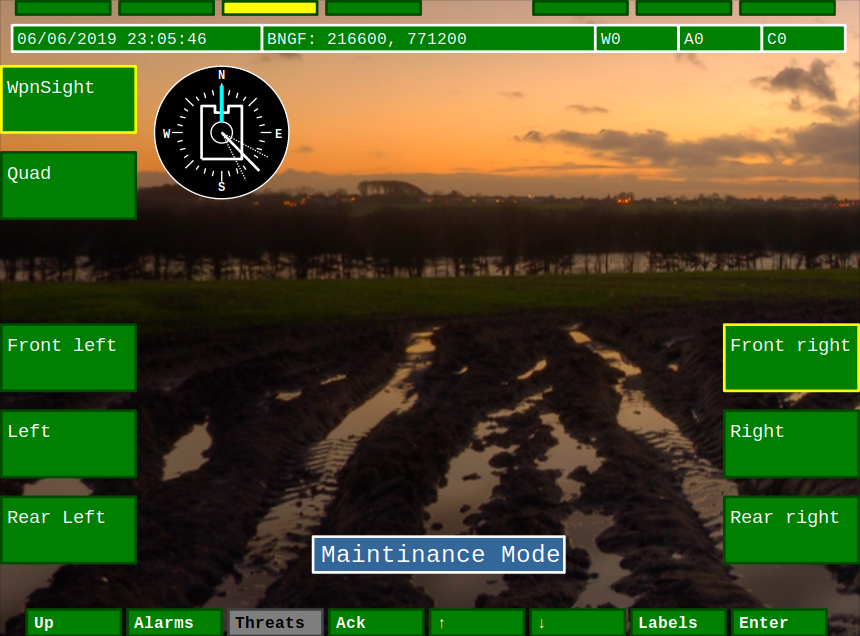 06/06/2019 23:05:46
BNGF: 216600, 771200
W0
A0
C0
WpnSight
N
W
E
S
Quad
Front left
Front right
Left
Right
Rear Left
Rear right
Maintinance Mode
Up
Alarms
Threats
Ack
↑
↓
Labels
Enter